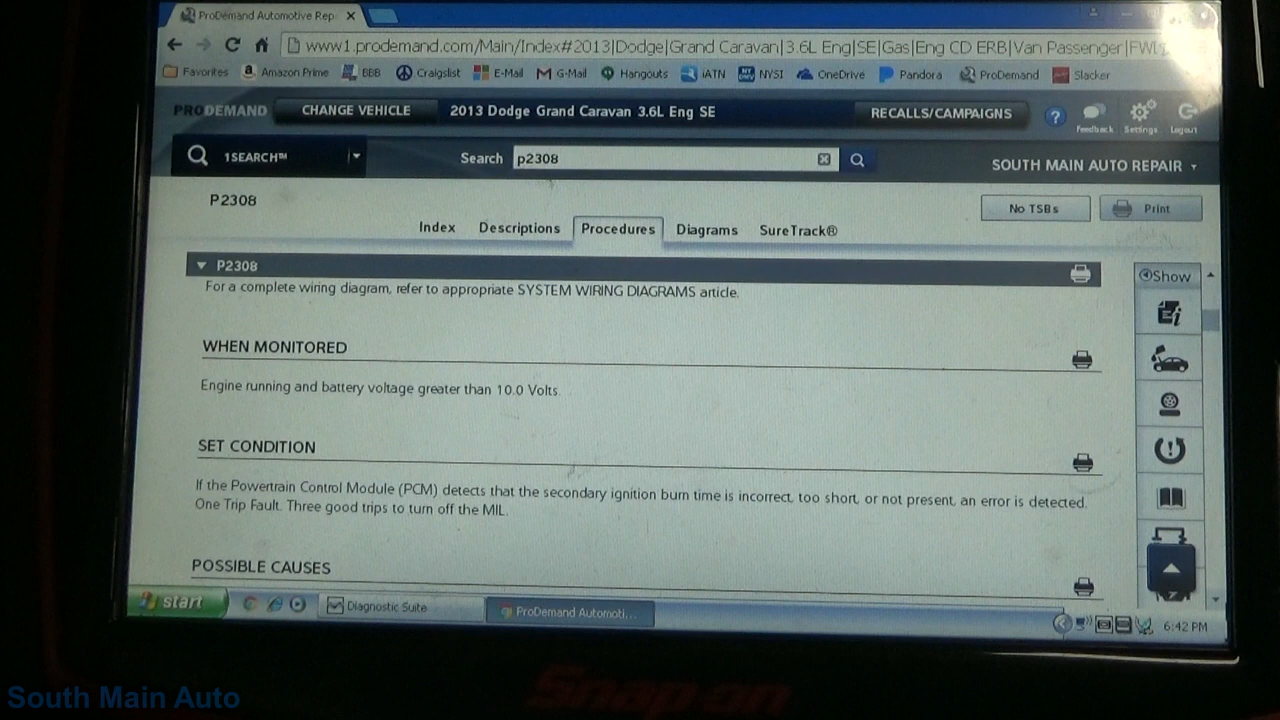 ProDemand Automotive Rep
www1.prodemand.com/Main/Index#2013|Dodge|Grand Caravan|3.6L Eng|SE|Gas|Eng CD ERB|Van Passenger|FWD
Favorites Amazon Prime BBB Craigslist E-Mail G-Mail Hangouts iATN NYSI OneDrive Pandora ProDemand Slacker
PRODEMAND CHANGE VEHICLE 2013 Dodge Grand Caravan 3.6L Eng SE RECALLS/CAMPAIGNS ? Feedback Settings Logout
1SEARCH™ Search p2308 SOUTH MAIN AUTO REPAIR
P2308 No TSBs Print
Index Descriptions Procedures Diagrams SureTrack®
P2308 Show
For a complete wiring diagram, refer to appropriate SYSTEM WIRING DIAGRAMS article.
WHEN MONITORED
Engine running and battery voltage greater than 10.0 Volts.
SET CONDITION
If the Powertrain Control Module (PCM) detects that the secondary ignition burn time is incorrect, too short, or not present, an error is detected.
One Trip Fault. Three good trips to turn off the MIL.
POSSIBLE CAUSES
start Diagnostic Suite ProDemand Automoti... 6:42 PM
Snap-on
South Main Auto